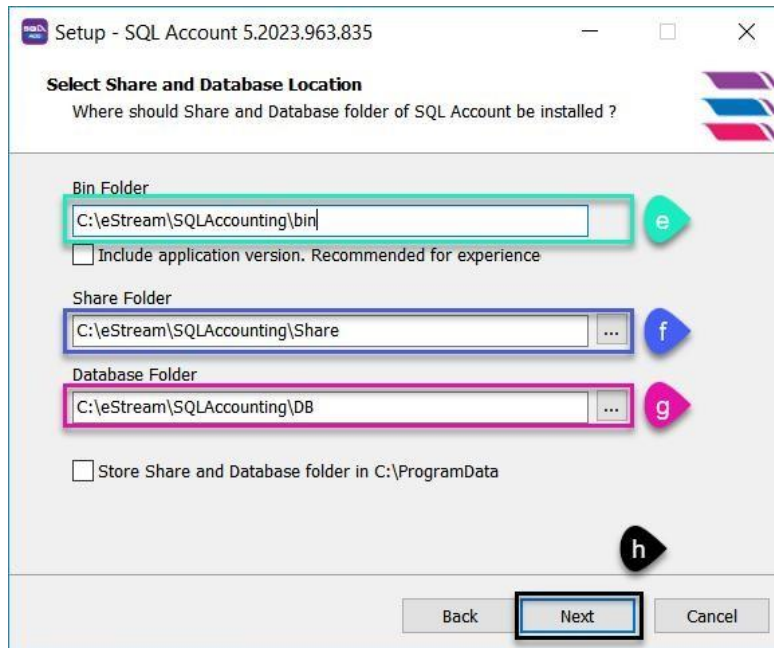 Setup - SQL Account 5.2023.963.835
Select Share and Database Location
Where should Share and Database folder of SQL Account be installed ?
Bin Folder
C:\eStream\SQLAccounting\bin
e
Include application version. Recommended for experience
Share Folder
C:\eStream\SQLAccounting\Share
...
f
Database Folder
C:\eStream\SQLAccounting\DB
...
g
Store Share and Database folder in C:\ProgramData
h
Back Next Cancel